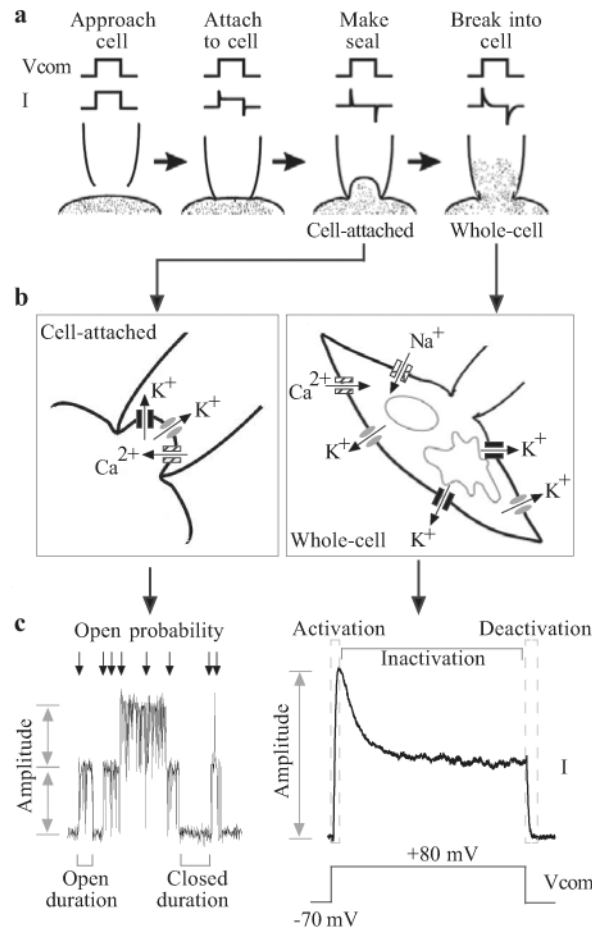 a
Approach cell
Attach to cell
Make seal
Break into cell
Vcom
I
Cell-attached
Whole-cell
b
Cell-attached
K+
K+
Ca2+
Na+
Ca2+
K+
K+
K+
K+
Whole-cell
c
Open probability
Amplitude
Amplitude
Open duration
Closed duration
Activation
Deactivation
Inactivation
Amplitude
I
+80 mV
Vcom
-70 mV